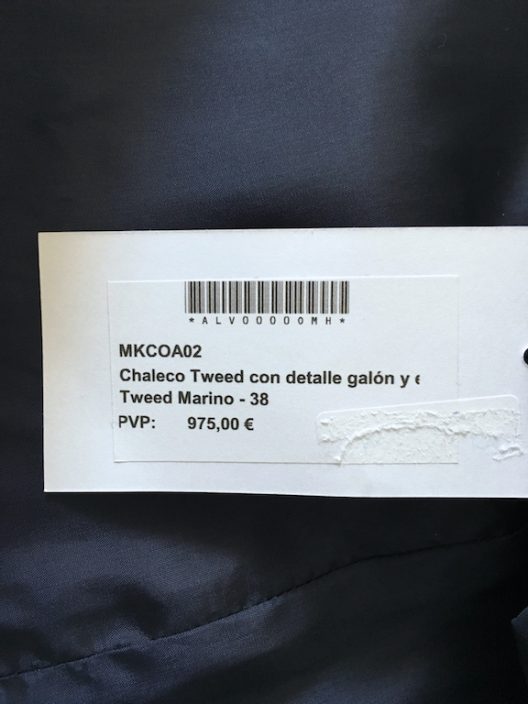 *ALV00000MH*
MKCOA02
Chaleco Tweed con detalle galón y
Tweed Marino - 38
PVP: 975,00 €